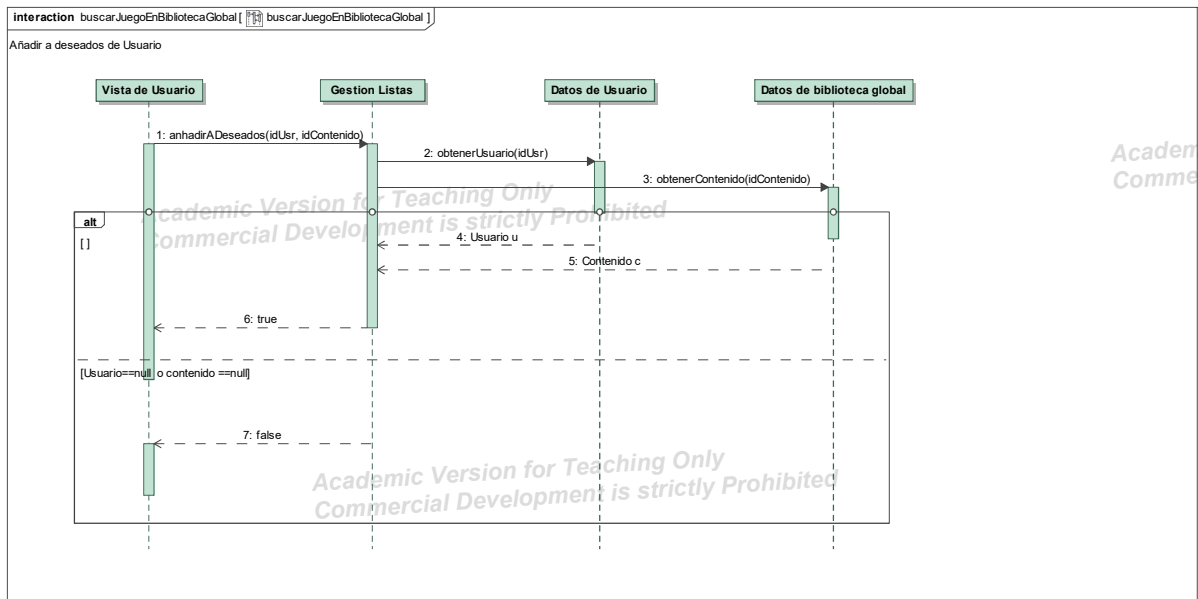 interaction buscarJuegoEnBibliotecaGlobal[ buscarJuegoEnBibliotecaGlobal ]
Añadir a deseados de Usuario
Vista de Usuario
Gestion Listas
Datos de Usuario
Datos de biblioteca global
1: anhadirADeseados(idUsr, idContenido)
2: obtenerUsuario(idUsr)
3: obtenerContenido(idContenido)
Academ
Comme
Academic Version for Teaching Only
Commercial Development is strictly Prohibited
alt
[ ]
4: Usuario u
5: Contenido c
6: true
[Usuario==null o contenido ==null]
7: false
Academic Version for Teaching Only
Commercial Development is strictly Prohibited